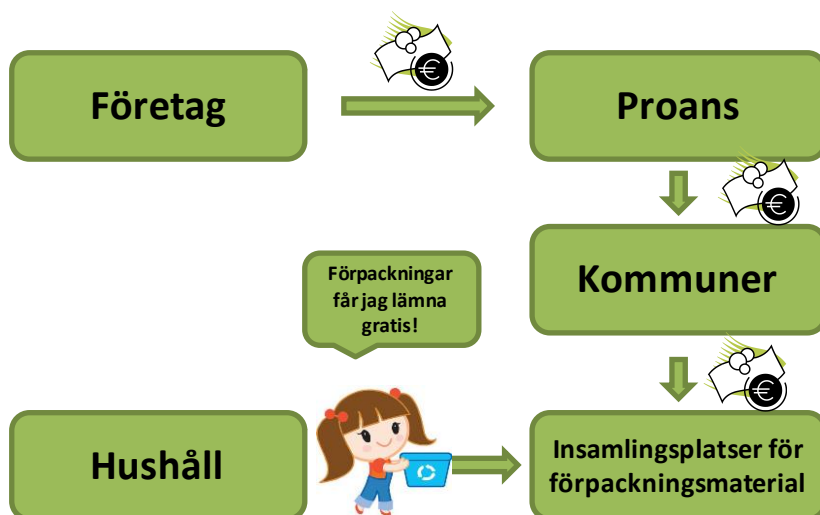 Företag
Proans
Kommuner
Förpackningar
får jag lämna
gratis!
Hushåll
Insamlingsplatser för
förpackningsmaterial